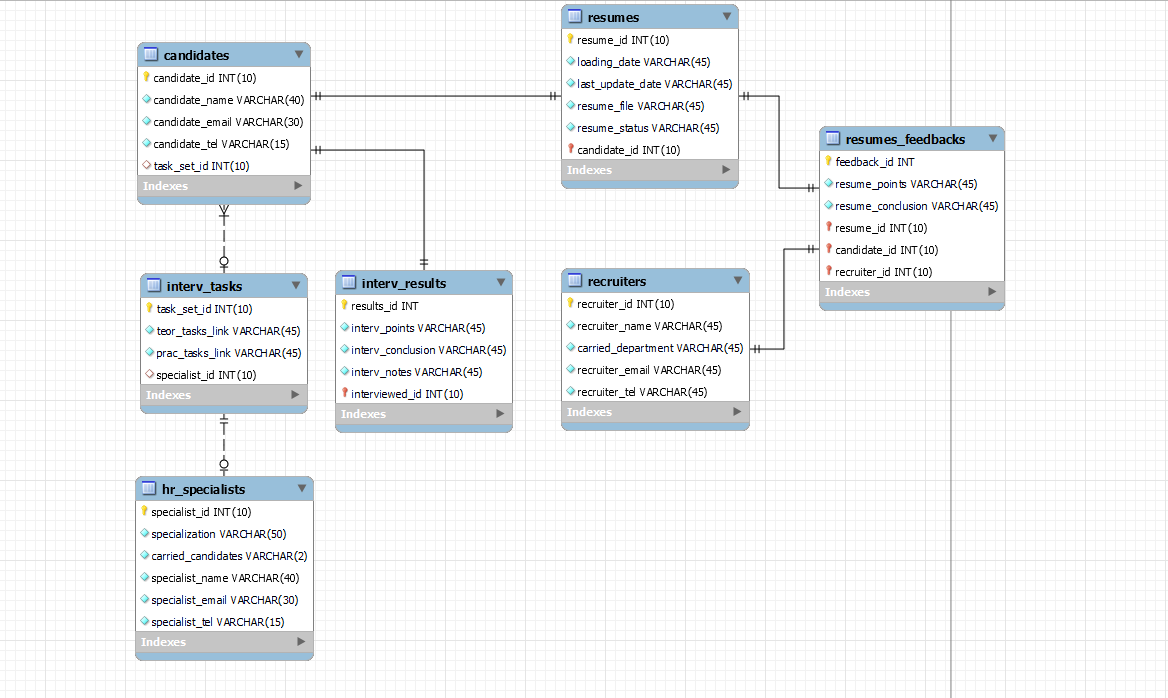 candidates
candidate_id INT(10)
candidate_name VARCHAR(40)
candidate_email VARCHAR(30)
candidate_tel VARCHAR(15)
task_set_id INT(10)
Indexes
resumes
resume_id INT(10)
loading_date VARCHAR(45)
last_update_date VARCHAR(45)
resume_file VARCHAR(45)
resume_status VARCHAR(45)
candidate_id INT(10)
Indexes
resumes_feedbacks
feedback_id INT
resume_points VARCHAR(45)
resume_conclusion VARCHAR(45)
resume_id INT(10)
candidate_id INT(10)
recruiter_id INT(10)
Indexes
interv_tasks
task_set_id INT(10)
teor_tasks_link VARCHAR(45)
prac_tasks_link VARCHAR(45)
specialist_id INT(10)
Indexes
interv_results
results_id INT
interv_points VARCHAR(45)
interv_conclusion VARCHAR(45)
interv_notes VARCHAR(45)
interviewed_id INT(10)
Indexes
recruiters
recruiter_id INT(10)
recruiter_name VARCHAR(45)
carried_department VARCHAR(45)
recruiter_email VARCHAR(45)
recruiter_tel VARCHAR(45)
Indexes
hr_specialists
specialist_id INT(10)
specialization VARCHAR(50)
carried_candidates VARCHAR(2)
specialist_name VARCHAR(40)
specialist_email VARCHAR(30)
specialist_tel VARCHAR(15)
Indexes